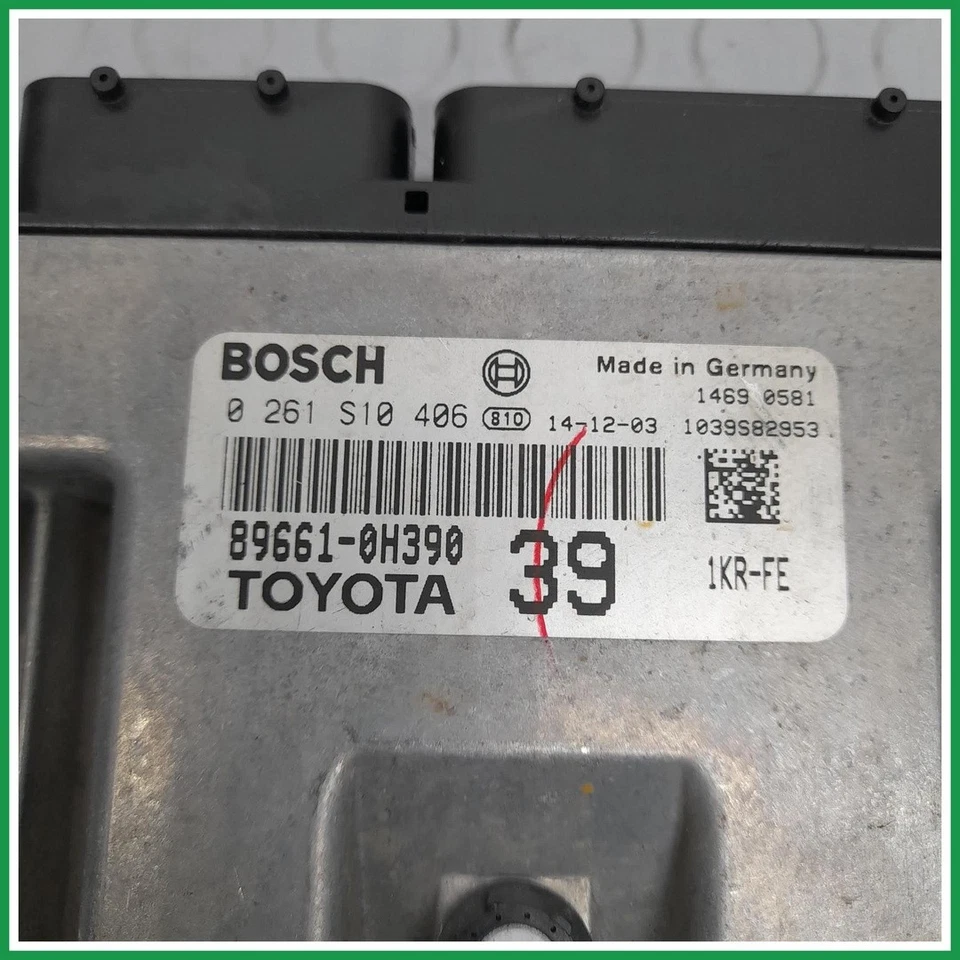 BOSCH Made in Germany
1469 0581
0 261 S10 406 810 14-12-03 1039S82953
89661-0H390 39 1KR-FE
TOYOTA